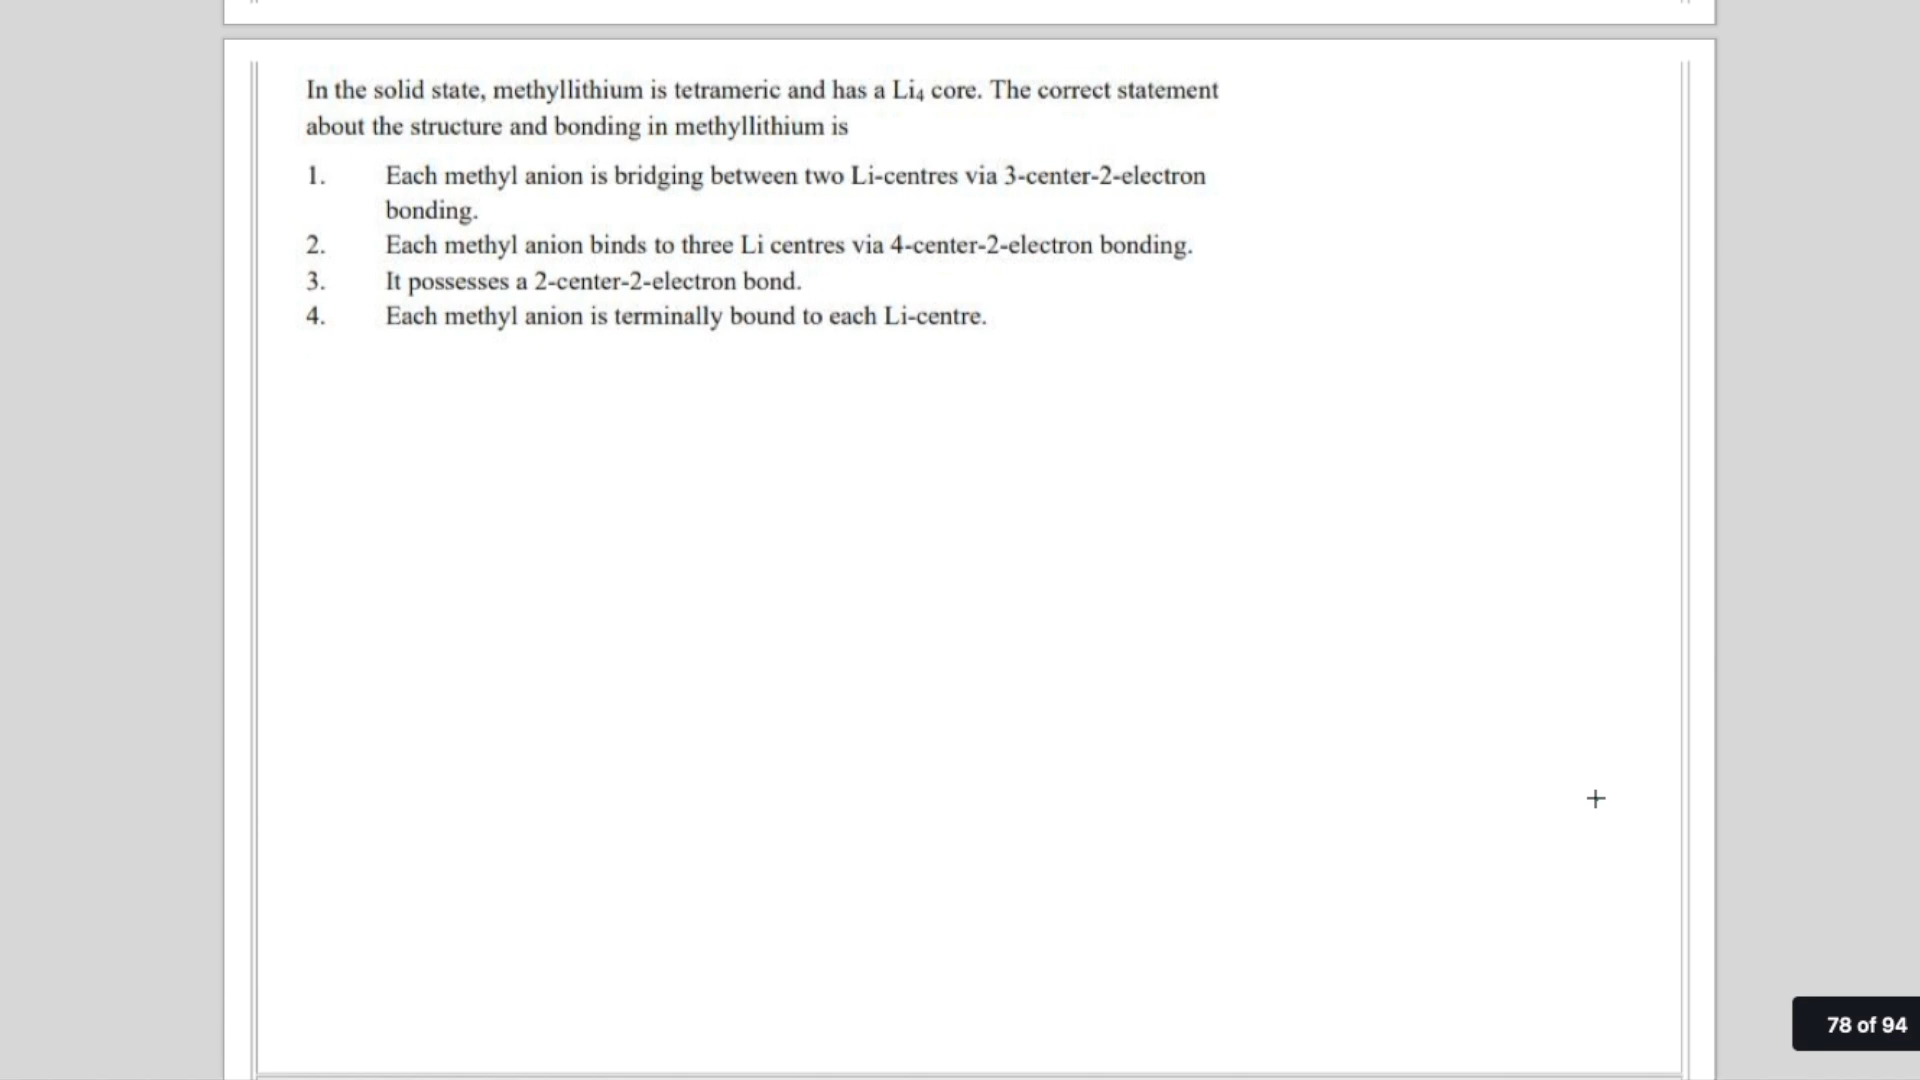 In the solid state, methyllithium is tetrameric and has a Li₄ core. The correct statement
about the structure and bonding in methyllithium is
1. Each methyl anion is bridging between two Li-centres via 3-center-2-electron
bonding.
2. Each methyl anion binds to three Li centres via 4-center-2-electron bonding.
3. It possesses a 2-center-2-electron bond.
4. Each methyl anion is terminally bound to each Li-centre.
78 of 94